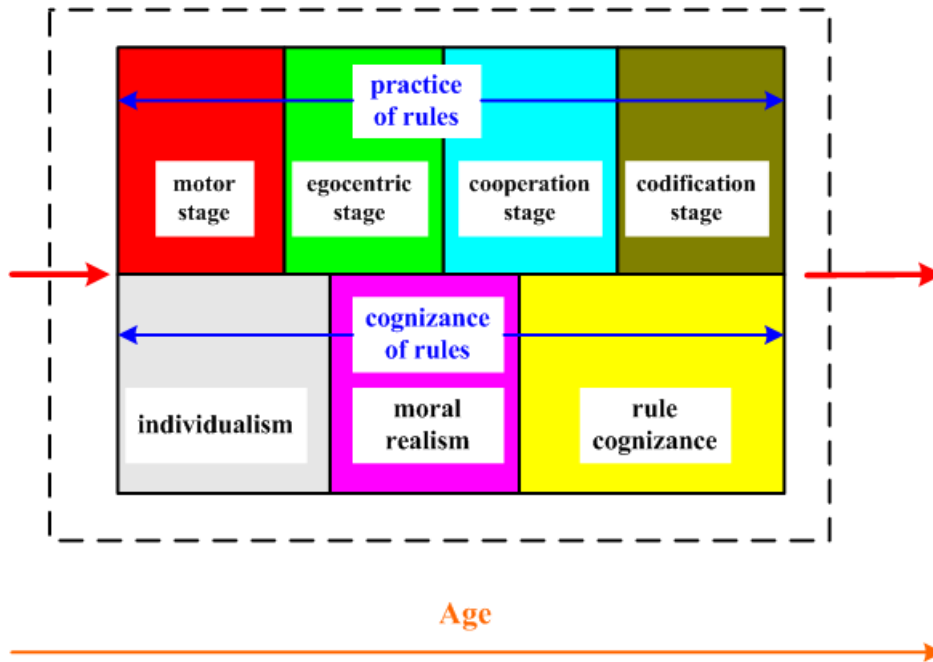 practice
of rules
motor
stage
egocentric
stage
cooperation
stage
codification
stage
cognizance
of rules
individualism
moral
realism
rule
cognizance
Age